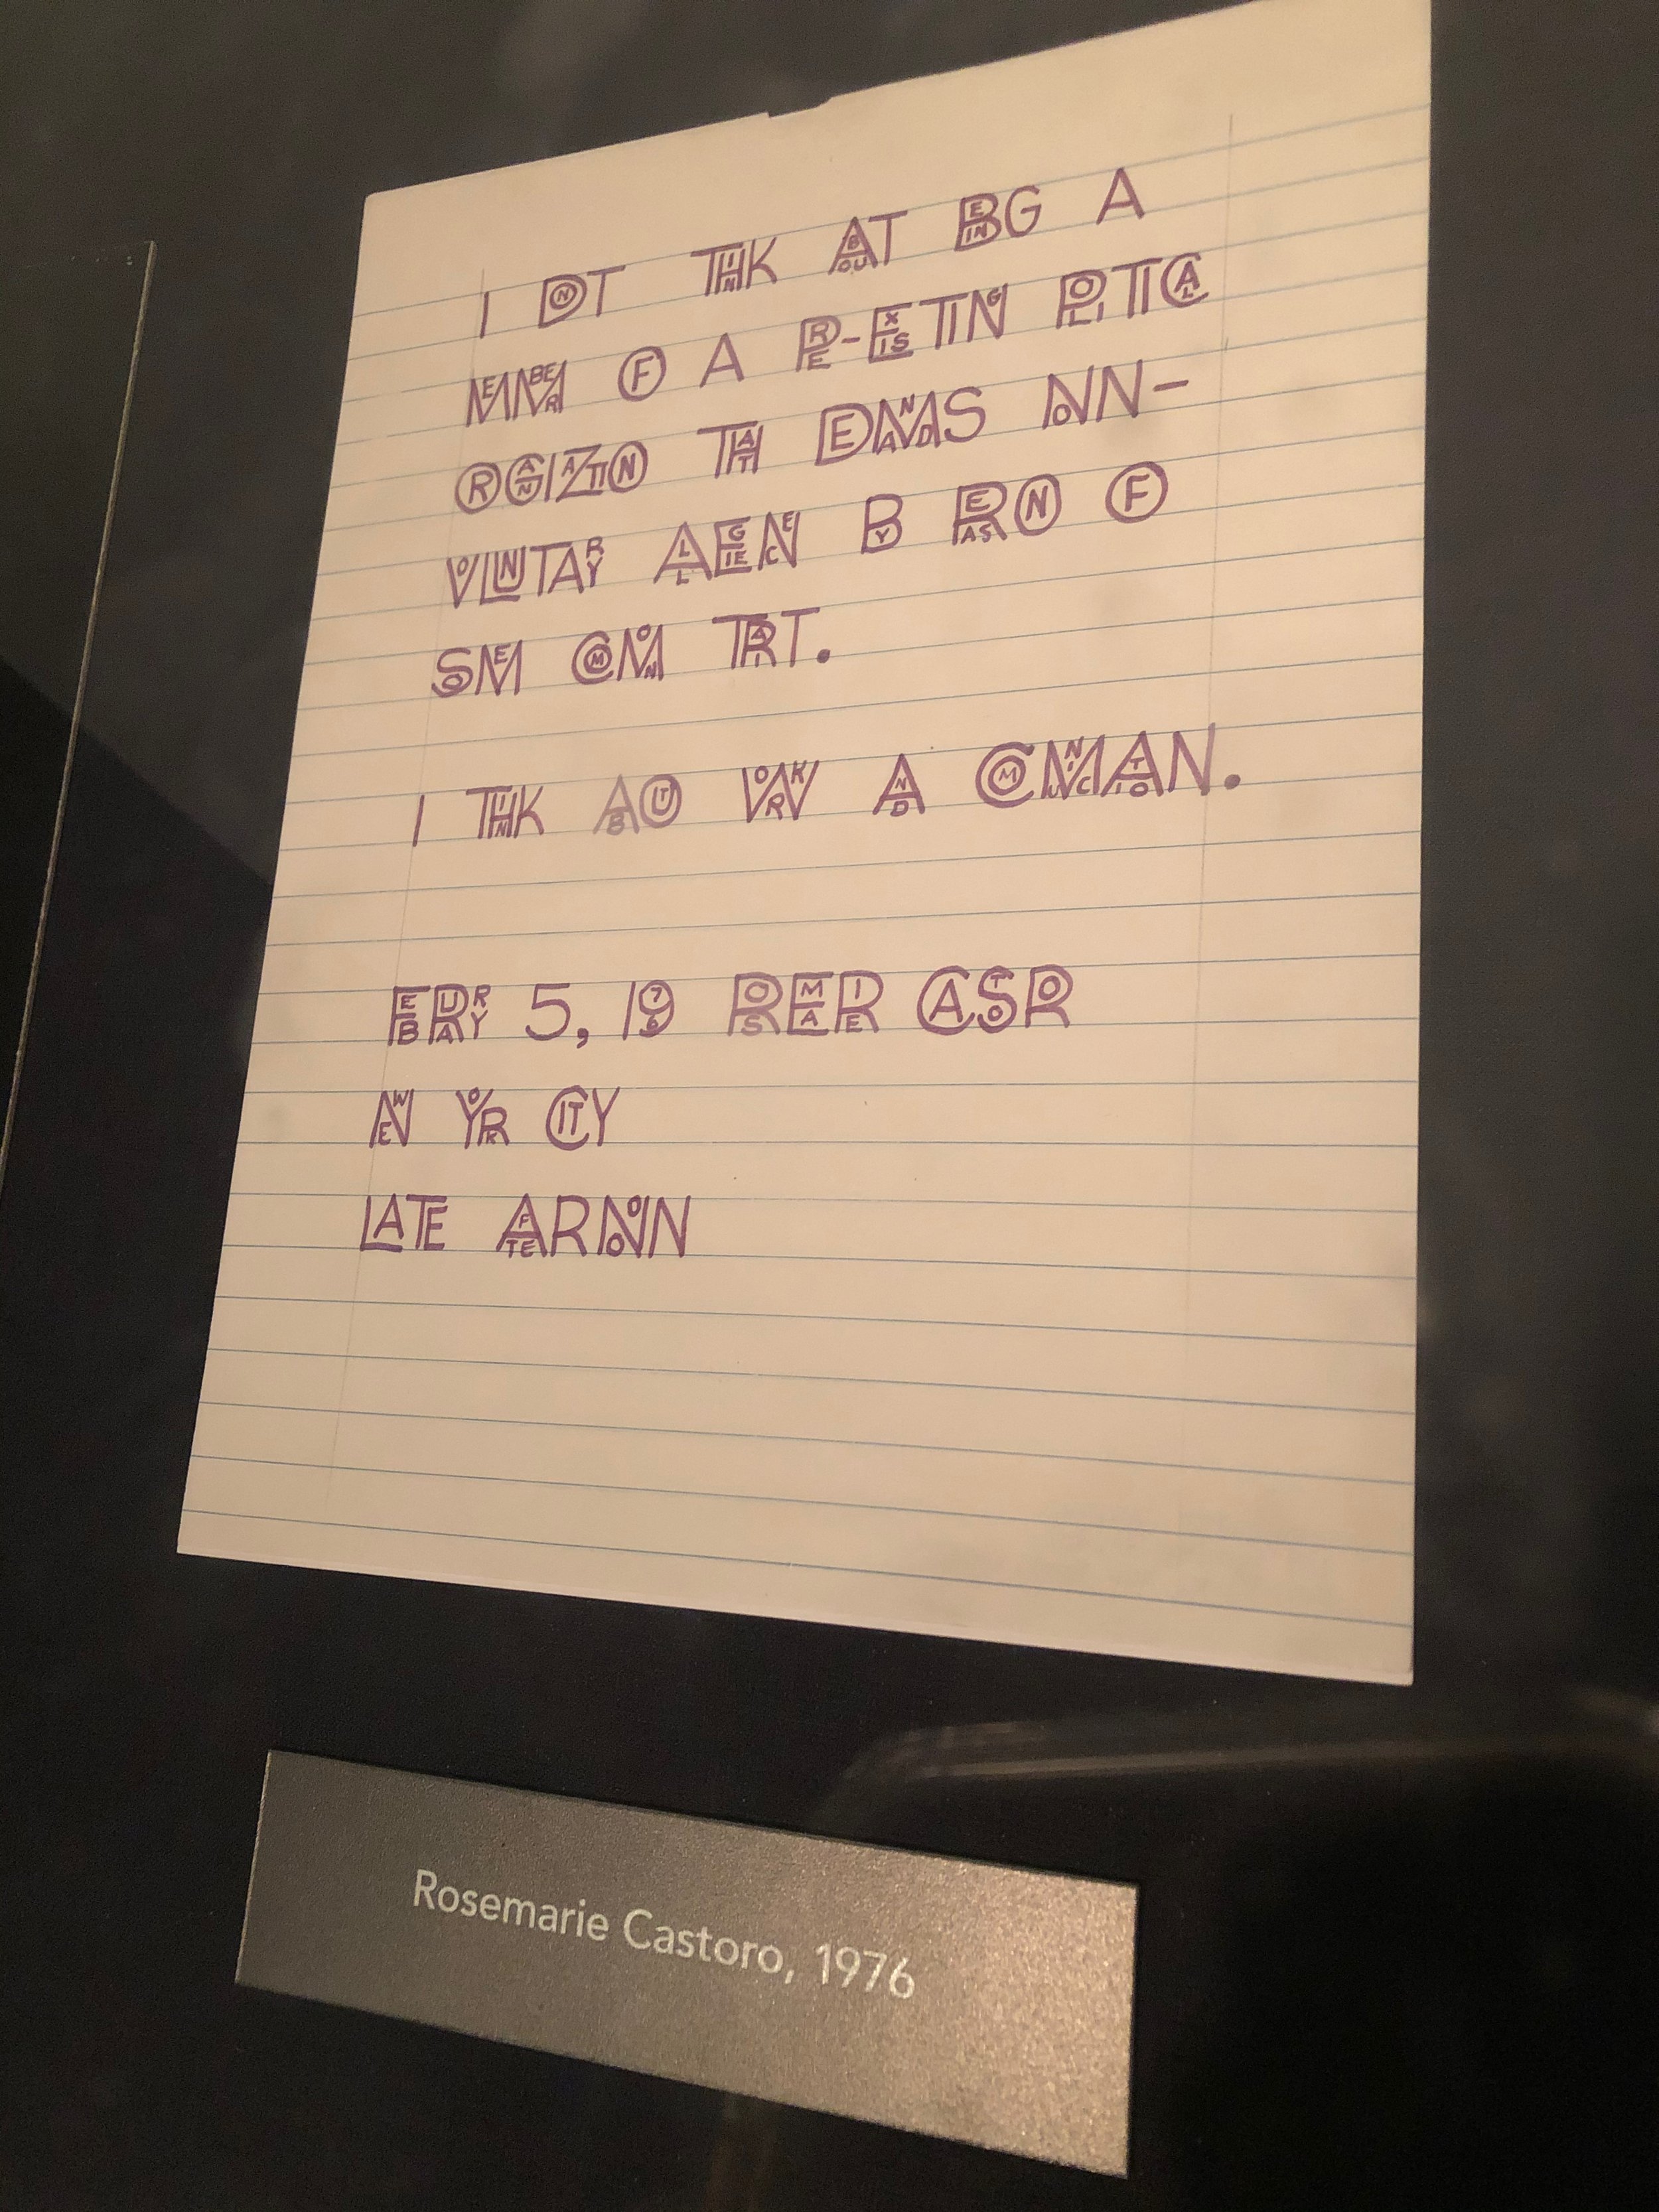 I DON'T THINK ABOUT BEING A
MEMBER OF A PRE-EXISTING POLITICAL
ORGANIZATION THAT DEMANDS NON-
VOLUNTARY ALLEGIENCE BY REASON OF
SOME COMMON TRAIT.
I THINK ABOUT WORK AND COMMUNICATION.
FEBRUARY 5, 1976 ROSEMARIE CASTORO
NEW YORK CITY
LATE AFTERNOON
Rosemarie Castoro, 1976